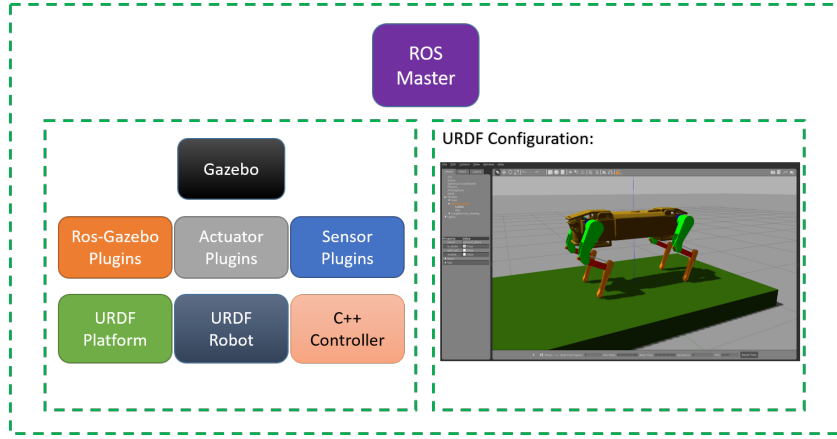 ROS
Master
Gazebo
Ros-Gazebo
Plugins
Actuator
Plugins
Sensor
Plugins
URDF
Platform
URDF
Robot
C++
Controller
URDF Configuration: